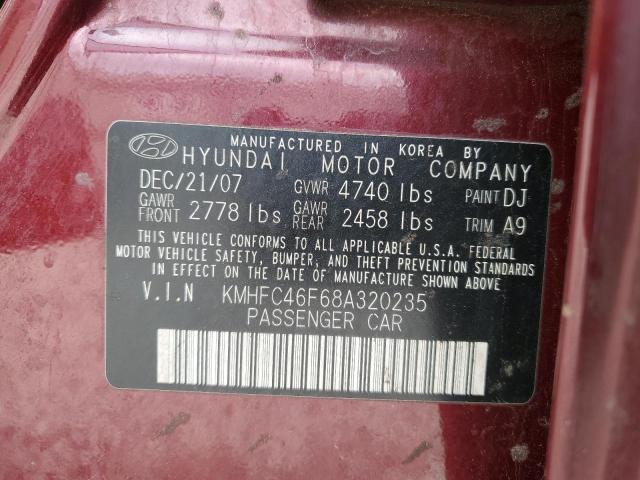 MANUFACTURED IN KOREA BY
HYUNDAI MOTOR COMPANY
DEC/21/07 GVWR 4740 lbs PAINT DJ
GAWR FRONT 2778 lbs GAWR REAR 2458 lbs TRIM A9
THIS VEHICLE CONFORMS TO ALL APPLICABLE U.S.A. FEDERAL
MOTOR VEHICLE SAFETY, BUMPER, AND THEFT PREVENTION STANDARDS
IN EFFECT ON THE DATE OF MANUFACTURE SHOWN ABOVE
V.I.N KMHFC46F68A320235
PASSENGER CAR